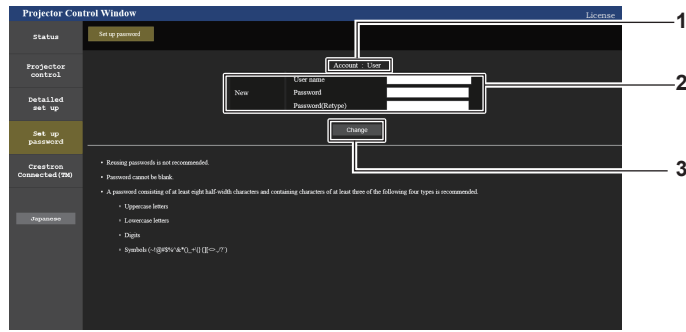 Projector Control Window
License
1
Status
Set up password
Projector control
Account : User
2
User name
New
Password
Password(Retype)
Detailed set up
Set up password
Change
3
Crestron Connected(TM)
• Reusing passwords is not recommended.
• Password cannot be blank.
• A password consisting of at least eight half-width characters and containing characters of at least three of the following four types is recommended.
◦ Uppercase letters
Japanese
◦ Lowercase letters
◦ Digits
◦ Symbols (~!@#$%^&*()_+\{}[]<>.,/?`)